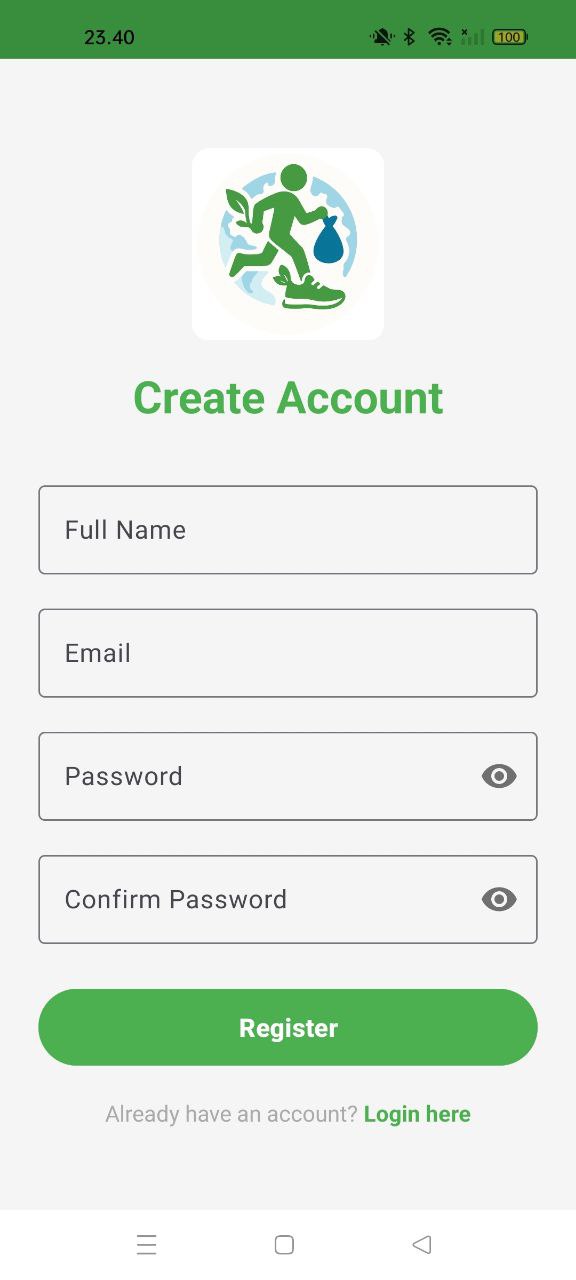 23.40
100
Create Account
Full Name
Email
Password
Confirm Password
Register
Already have an account? Login here